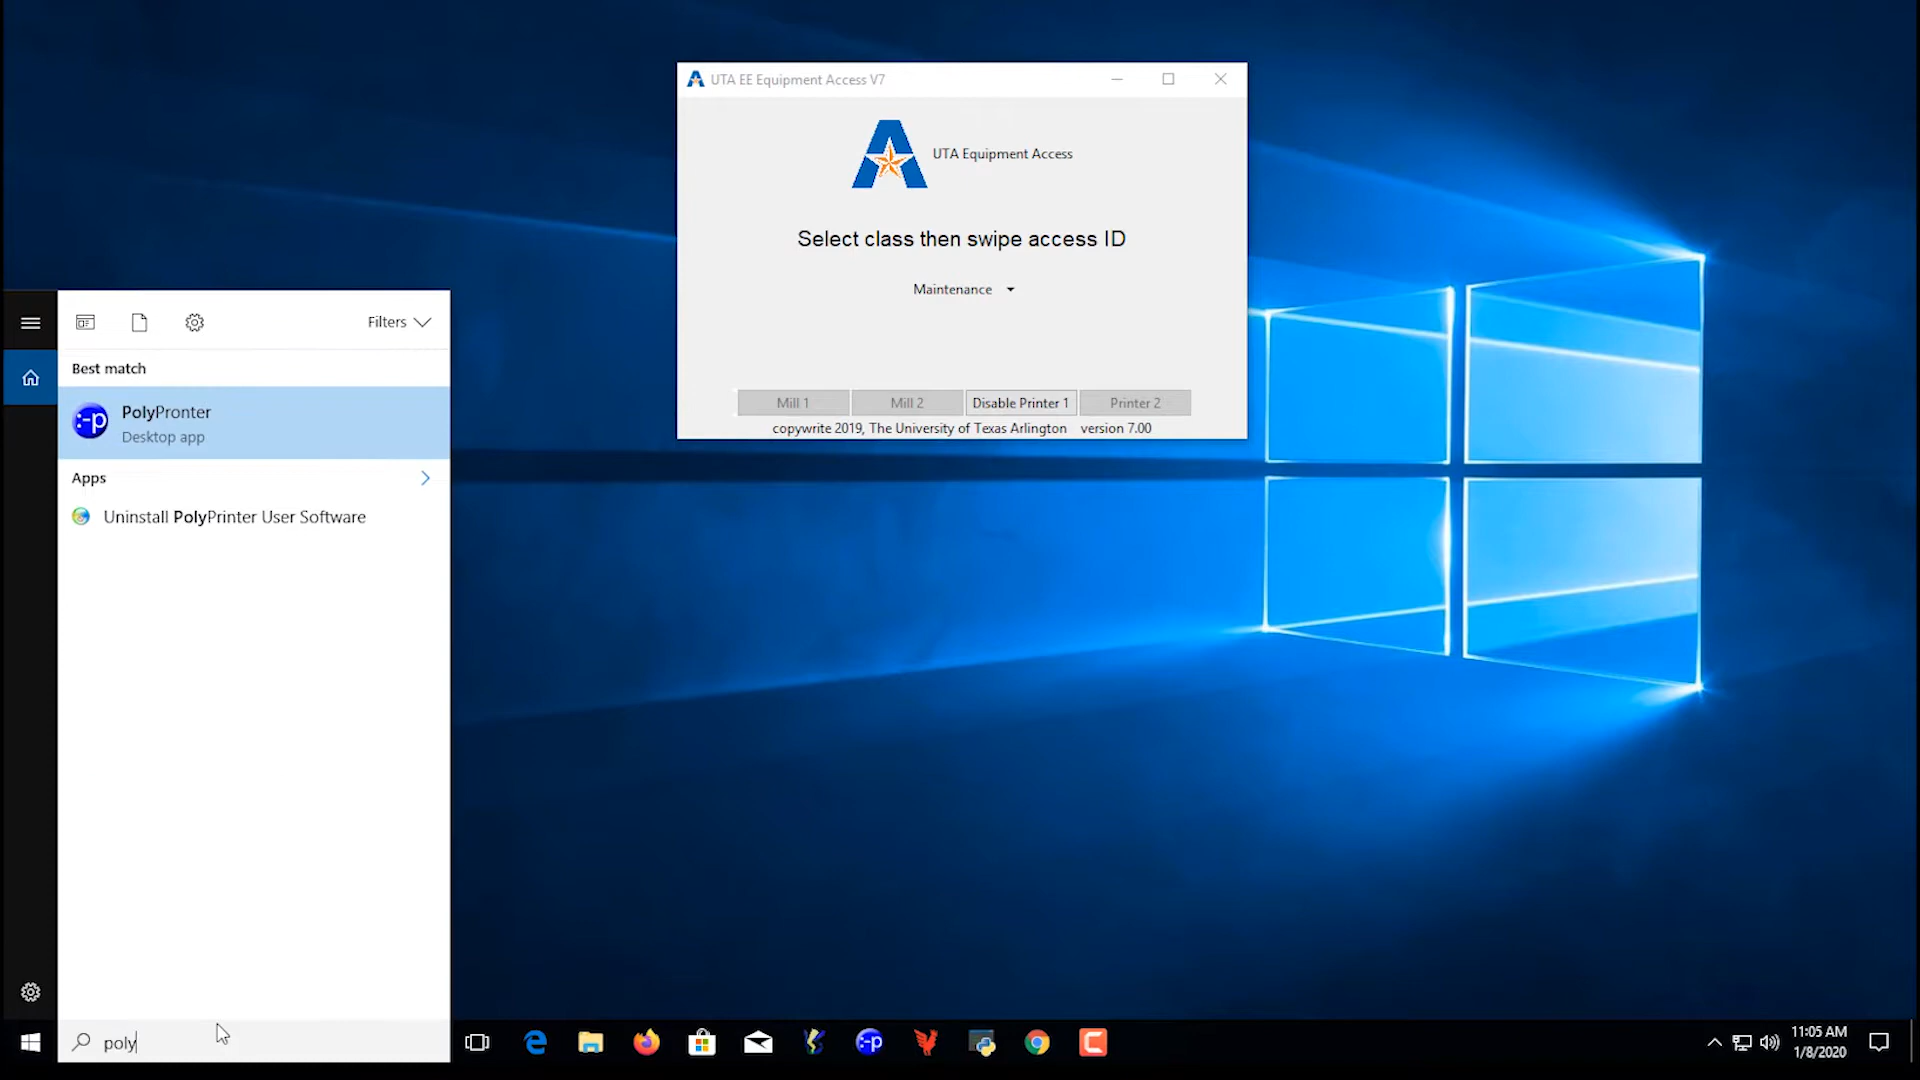 UTA EE Equipment Access V7
UTA Equipment Access
Select class then swipe access ID
Maintenance
Mill 1
Mill 2
Disable Printer 1
Printer 2
copywrite 2019, The University of Texas Arlington version 7.00
Filters
Best match
:-p
PolyPronter
Desktop app
Apps
Uninstall PolyPrinter User Software
poly
:-p
11:05 AM
1/8/2020